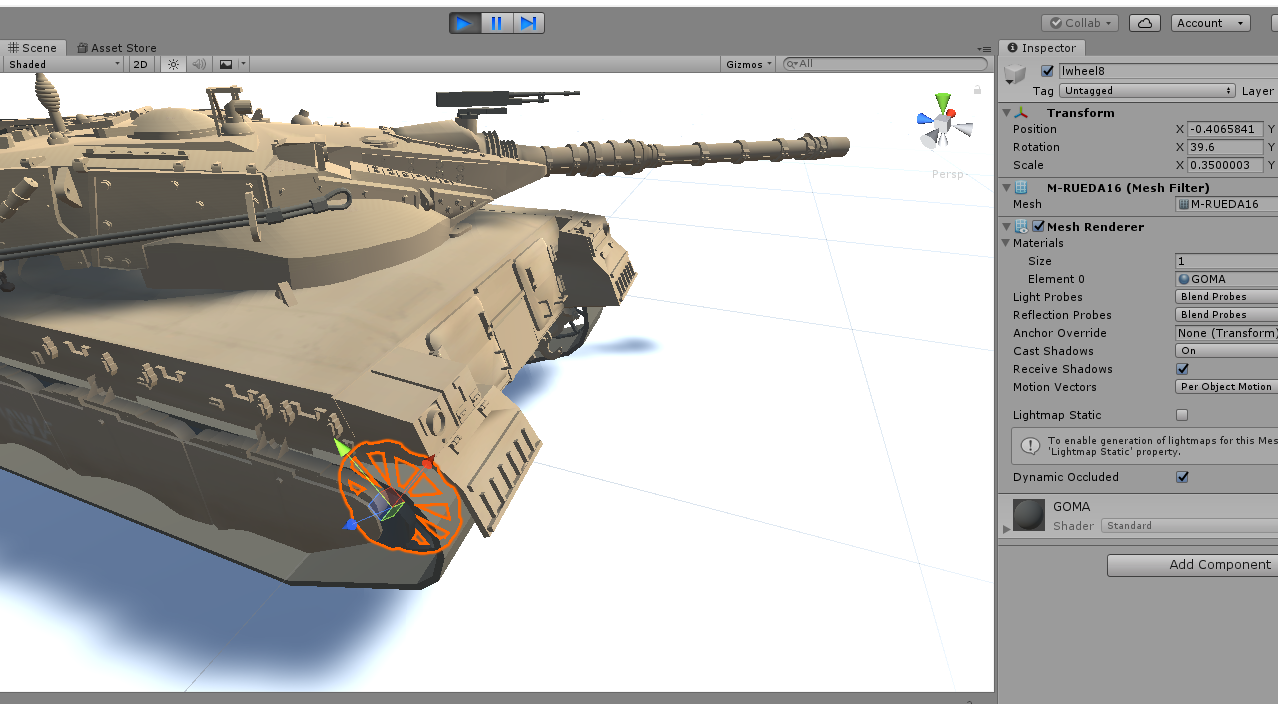 Collab
Account
Scene
Asset Store
Inspector
Shaded
2D
Gizmos
All
lwheel8
Tag
Untagged
Layer
Persp
Transform
Position X -0.4065841 Y
Rotation X 39.6 Y
Scale X 0.3500003 Y
M-RUEDA16 (Mesh Filter)
Mesh M-RUEDA16
Mesh Renderer
Materials
Size 1
Element 0 GOMA
Light Probes Blend Probes
Reflection Probes Blend Probes
Anchor Override None (Transform)
Cast Shadows On
Receive Shadows
Motion Vectors Per Object Motion
Lightmap Static
To enable generation of lightmaps for this Mes
'Lightmap Static' property.
Dynamic Occluded
GOMA
Shader Standard
Add Component